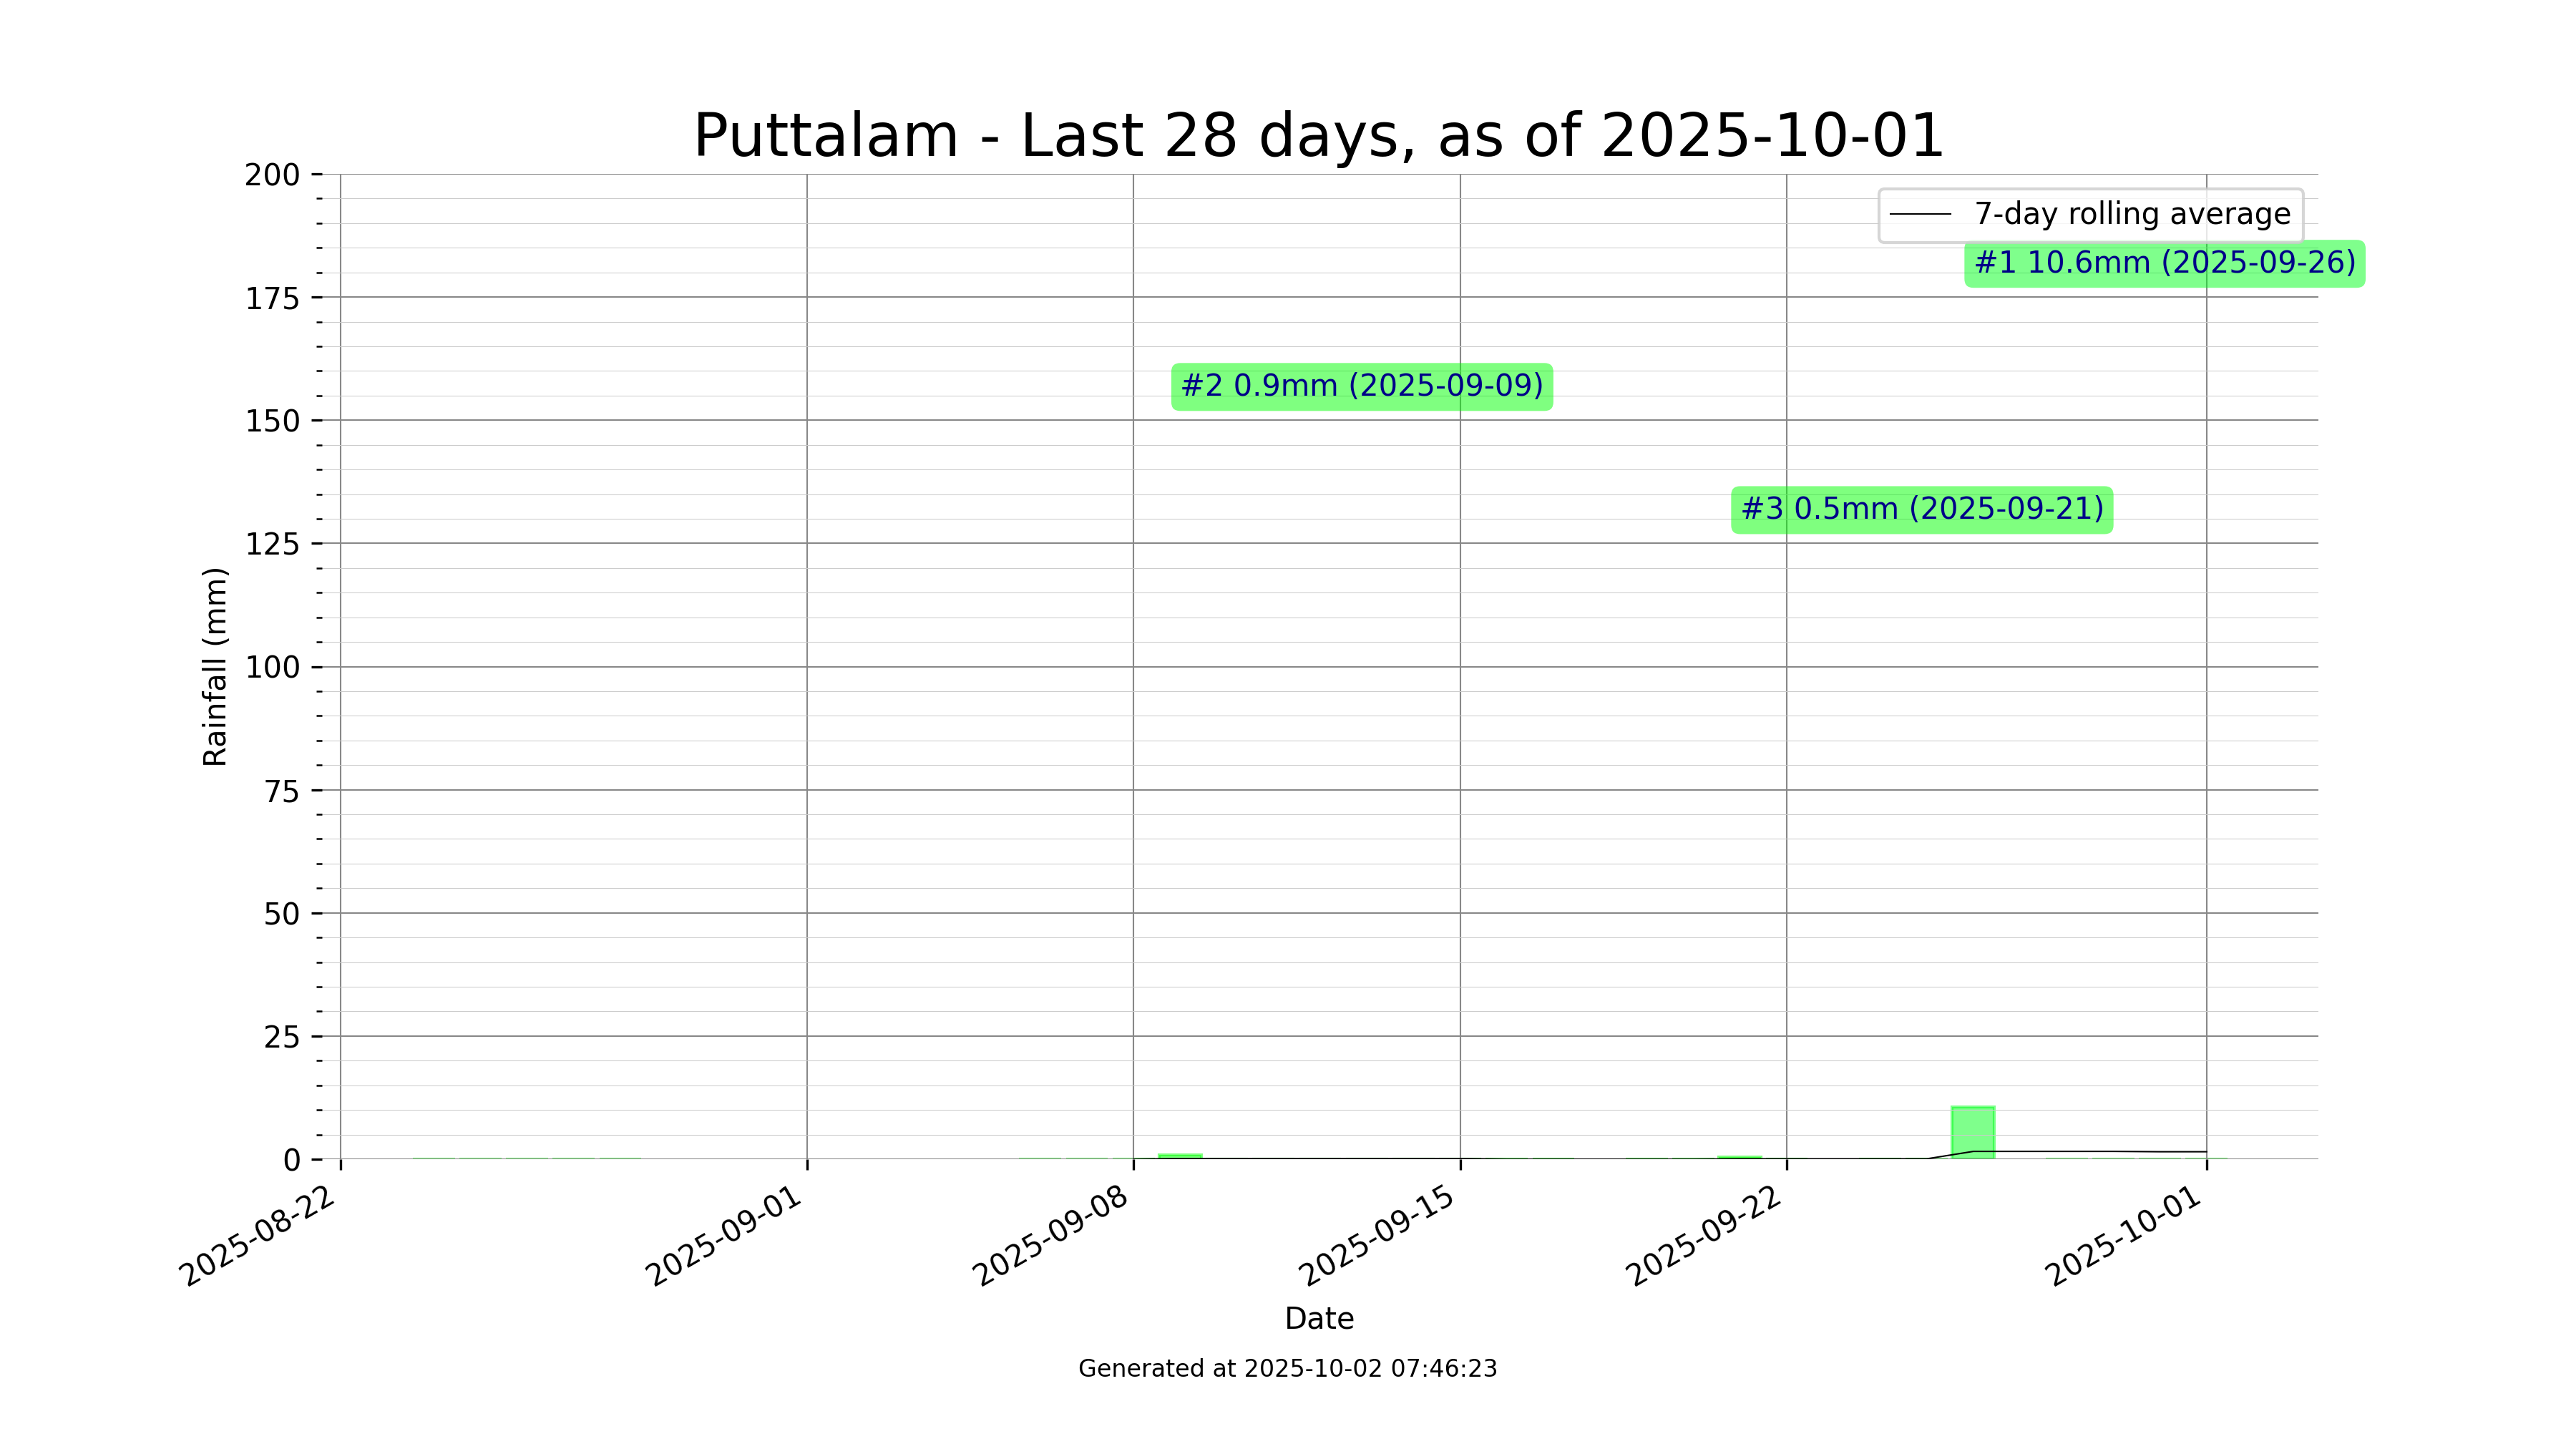 Puttalam - Last 28 days, as of 2025-10-01
200
175
150
125
100
75
50
25
0
Rainfall (mm)
7-day rolling average
#1 10.6mm (2025-09-26)
#2 0.9mm (2025-09-09)
#3 0.5mm (2025-09-21)
2025-08-22
2025-09-01
2025-09-08
2025-09-15
2025-09-22
2025-10-01
Date
Generated at 2025-10-02 07:46:23